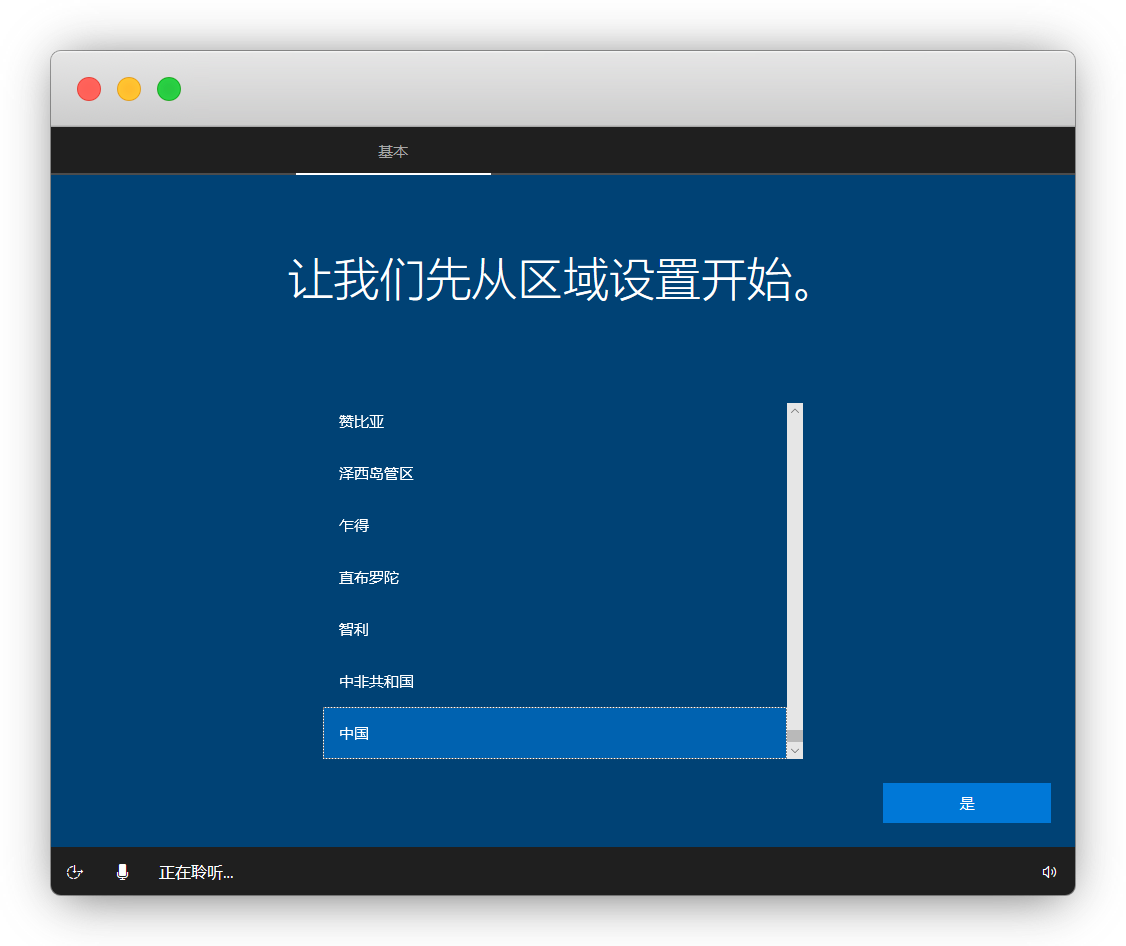 基本
让我们先从区域设置开始。
赞比亚
泽西岛管区
乍得
直布罗陀
智利
中非共和国
中国
是
正在聆听...